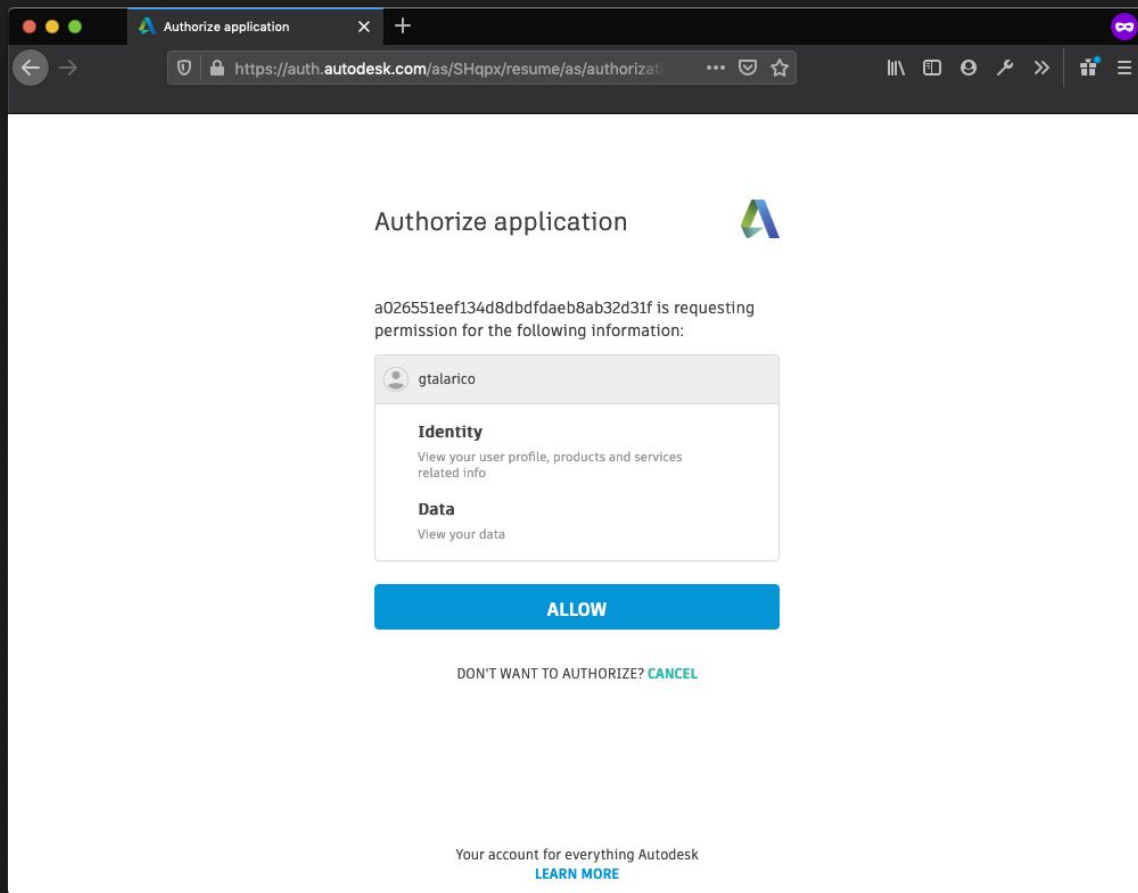 Authorize application
https://auth.autodesk.com/as/SHqpx/resume/as/authorizati
Authorize application
a026551eef134d8dbdfdaeb8ab32d31f is requesting
permission for the following information:
gtalarico
Identity
View your user profile, products and services
related info
Data
View your data
ALLOW
DON'T WANT TO AUTHORIZE? CANCEL
Your account for everything Autodesk
LEARN MORE